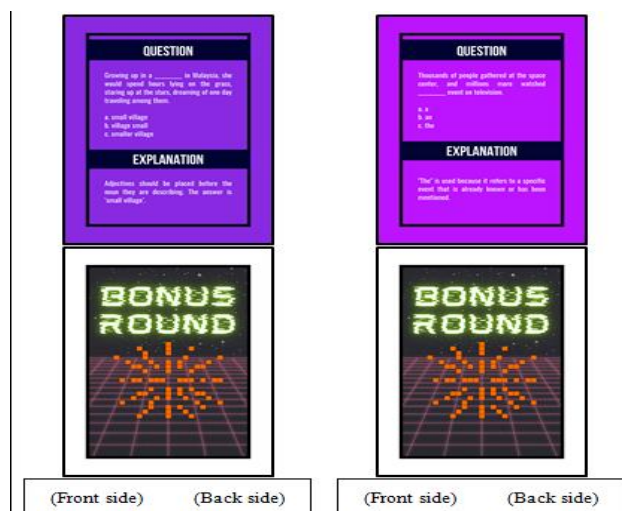 QUESTION
Growing up in a _______ in Malaysia, she
would spend hours lying on the grass,
staring up at the stars, dreaming of one day
traveling among them.
a. small village
b. village small
c. smaller village
EXPLANATION
Adjectives should be placed before the
noun they are describing. The answer is
'small village'.
BONUS
ROUND
(Front side) (Back side)
QUESTION
Thousands of people gathered at the space
center, and millions more watched
_______ event on television.
a. a
b. an
c. the
EXPLANATION
"The" is used because it refers to a specific
event that is already known or has been
mentioned.
BONUS
ROUND
(Front side) (Back side)